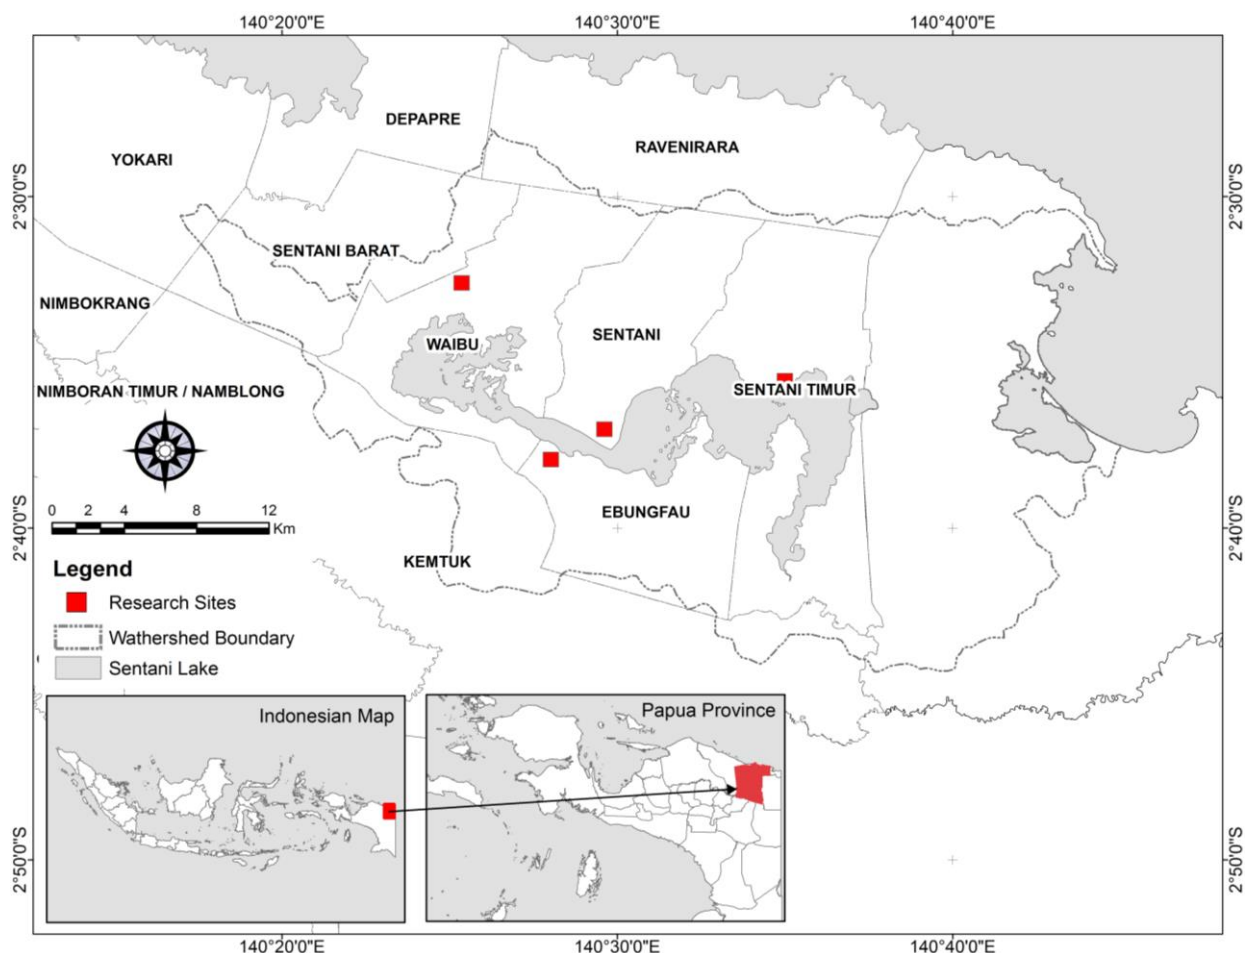 140°20'0"E 140°30'0"E 140°40'0"E
DEPAPRE
RAVENIRARA
YOKARI
2°30'0"S 2°30'0"S
SENTANI BARAT
NIMBOKRANG
SENTANI
WAIBU
SENTANI TIMUR
NIMBORAN TIMUR / NAMBLONG
EBUNGFAU
0 2 4 8 12
Km
2°40'0"S 2°40'0"S
KEMTUK
Legend
Research Sites
Wathershed Boundary
Sentani Lake
Indonesian Map
Papua Province
2°50'0"S 2°50'0"S
140°20'0"E 140°30'0"E 140°40'0"E